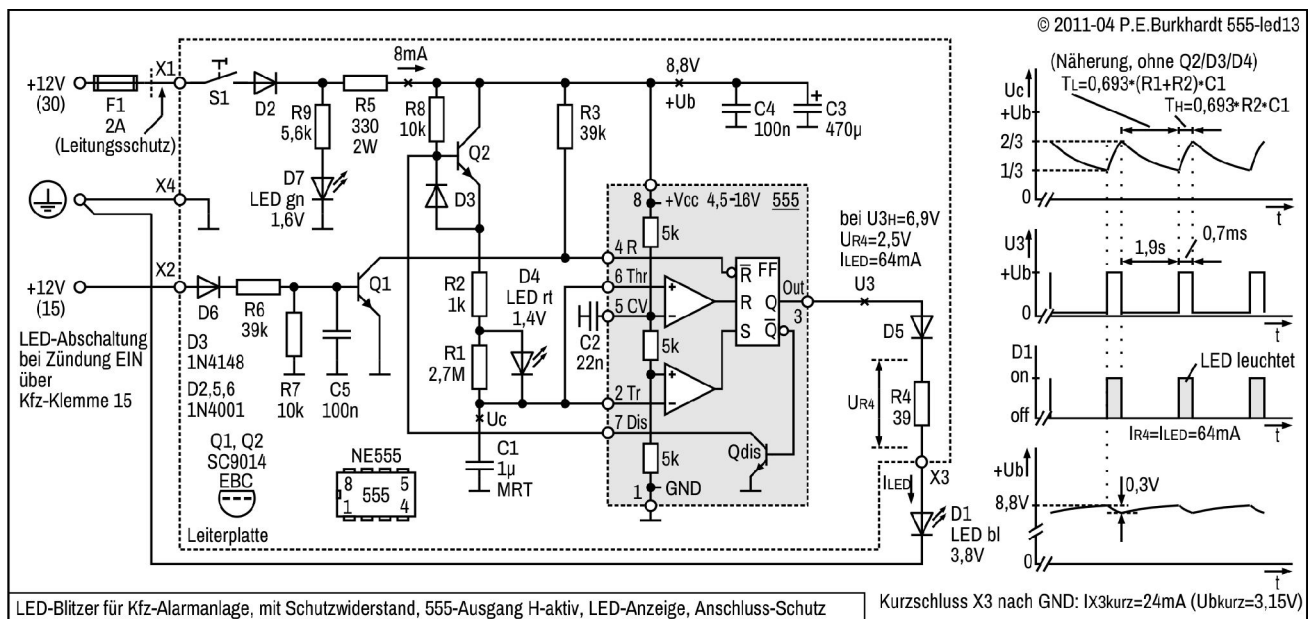 © 2011-04 P.E.Burkhardt 555-led13
+12V
(30)
F1
2A
(Leitungsschutz)
X1
S1
D2
R9
5,6k
R5
330
2W
8mA
R8
10k
Q2
R3
39k
8,8V
+Ub
C4
100n
+
C3
470µ
D7
LED gn
1,6V
D3
X4
+12V
(15)
X2
D6
R6
39k
R7
10k
C5
100n
Q1
LED-Abschaltung
bei Zündung EIN
über
Kfz-Klemme 15
D3
1N4148
D2,5,6
1N4001
Q1, Q2
SC9014
EBC
NE555
8 5
555
1 4
Leiterplatte
R2
1k
D4
LED rt
1,4V
R1
2,7M
Uc
C1
1µ
MRT
C2
22n
8 +Vcc 4,5-16V 555
5k
4 R
6 Thr
5 CV
+
−
5k
2 Tr
+
−
7 Dis
5k
1 GND
Qdis
R FF
R Q
S Q
Out
3
bei U3H=6,9V
UR4=2,5V
ILED=64mA
U3
D5
UR4
R4
39
X3
ILED
D1
LED bl
3,8V
(Näherung, ohne Q2/D3/D4)
TL=0,693*(R1+R2)*C1
TH=0,693*R2*C1
Uc
+Ub
2/3
1/3
0
t
U3
+Ub
1,9s
0,7ms
0
t
D1
on
off
LED leuchtet
IR4=ILED=64mA
t
+Ub
8,8V
0,3V
0
t
LED-Blitzer für Kfz-Alarmanlage, mit Schutzwiderstand, 555-Ausgang H-aktiv, LED-Anzeige, Anschluss-Schutz
Kurzschluss X3 nach GND: IX3kurz=24mA (Ubkurz=3,15V)